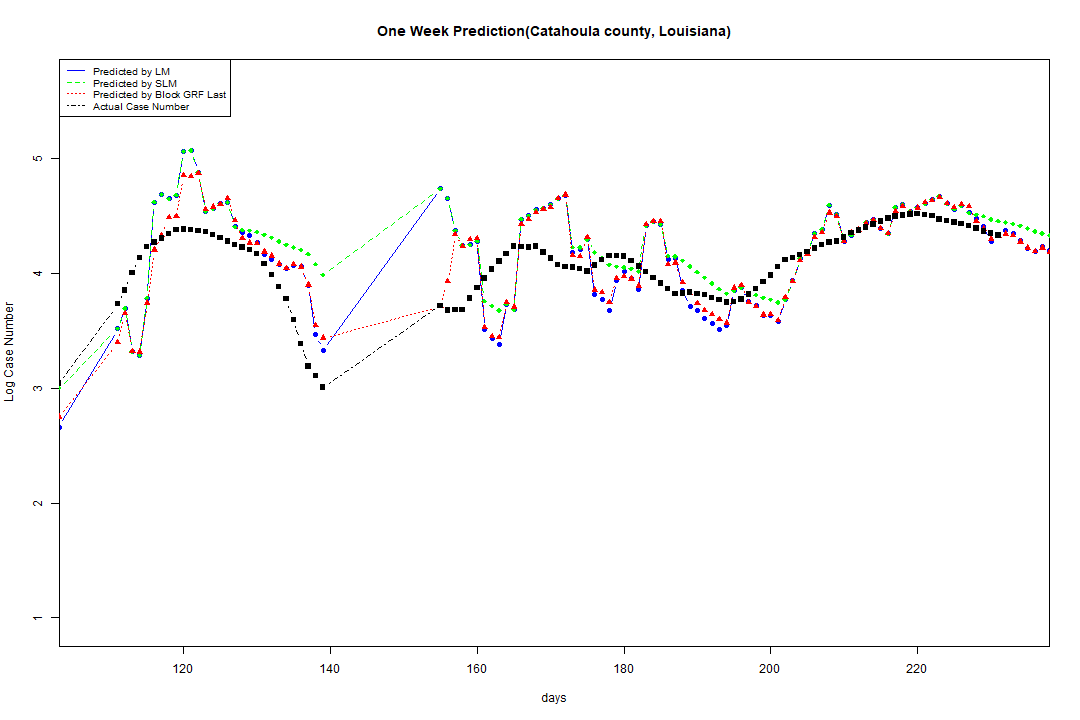 One Week Prediction(Catahoula county, Louisiana)
Predicted by LM
Predicted by SLM
Predicted by Block GRF Last
Actual Case Number
5
4
3
2
1
Log Case Number
120 140 160 180 200 220
days